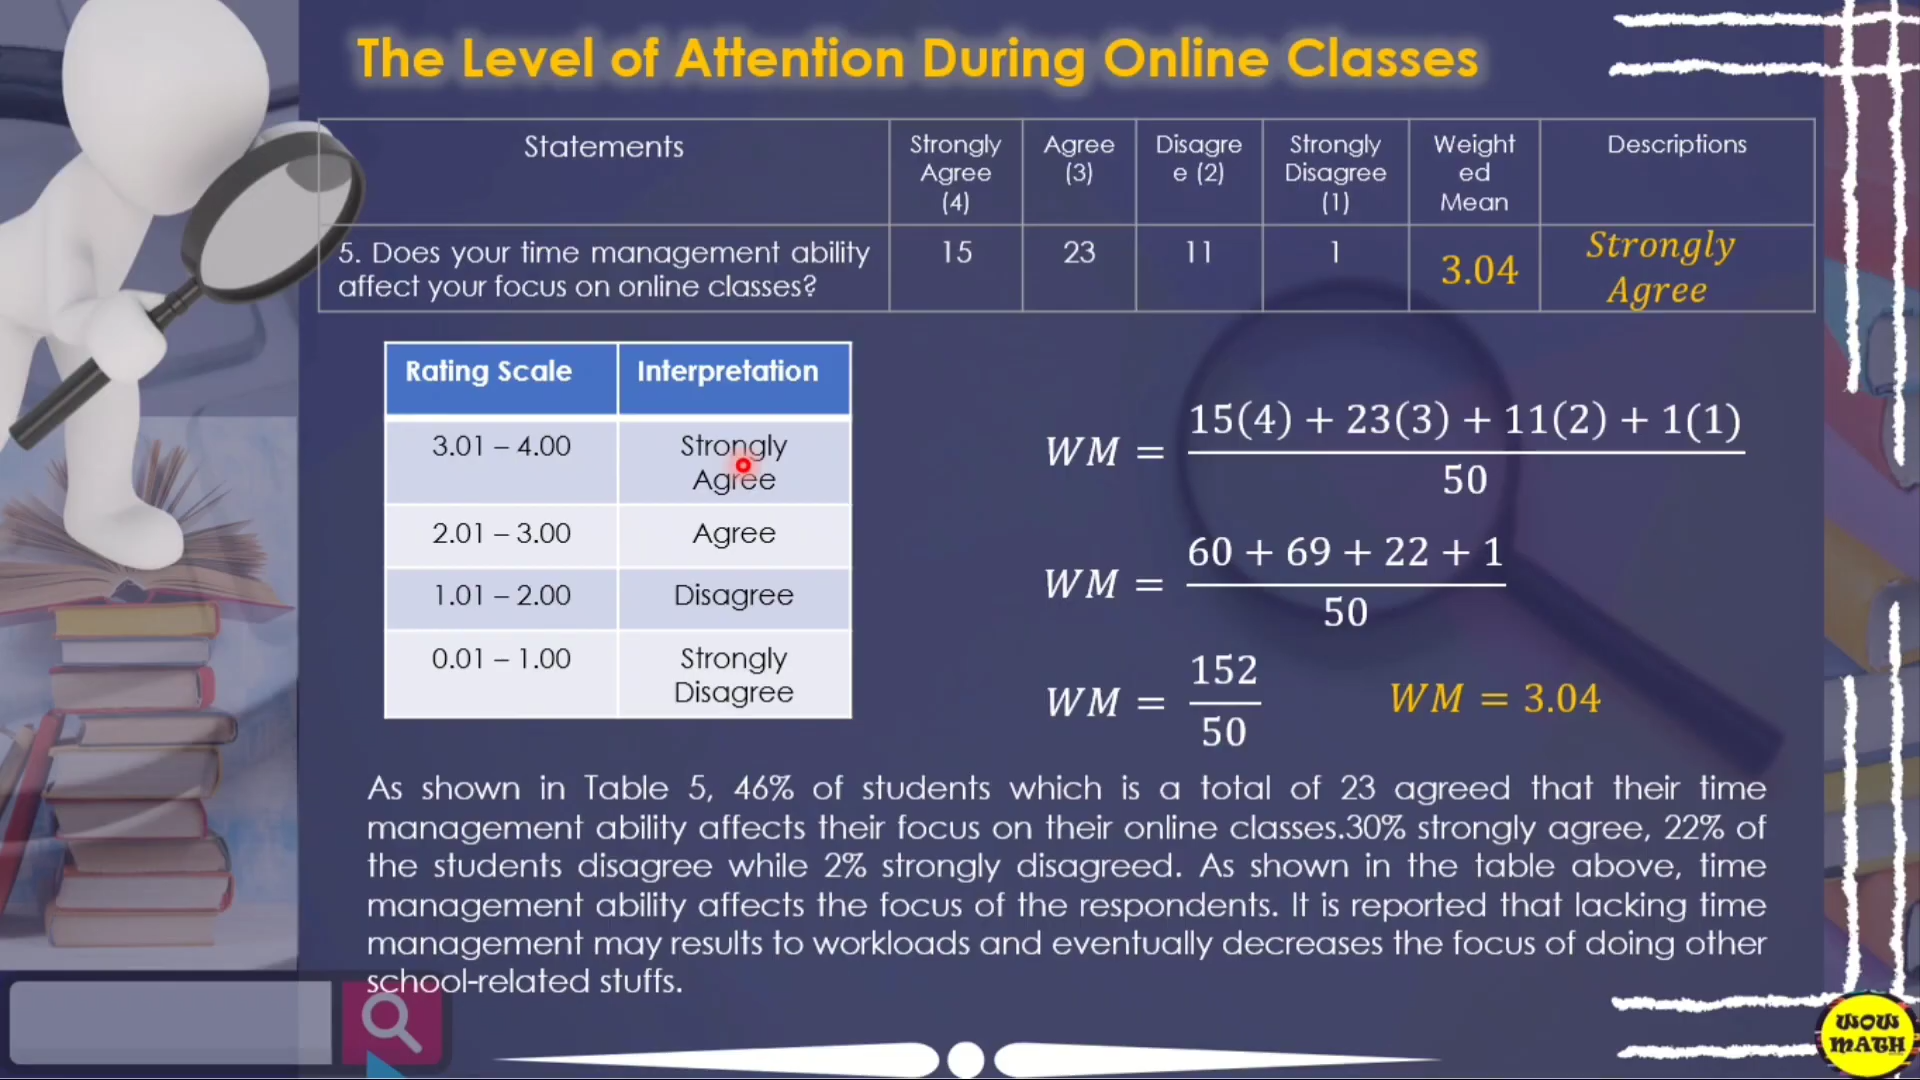 The Level of Attention During Online Classes
Statements
Strongly
Agree
(4)
Agree
(3)
Disagre
e (2)
Strongly
Disagree
(1)
Weight
ed
Mean
Descriptions
5. Does your time management ability
affect your focus on online classes?
15
23
11
1
3.04
Strongly
Agree
Rating Scale
Interpretation
3.01 – 4.00
Strongly
Agree
2.01 – 3.00
Agree
1.01 – 2.00
Disagree
0.01 – 1.00
Strongly
Disagree
WM = 15(4) + 23(3) + 11(2) + 1(1)
50
WM = 60 + 69 + 22 + 1
50
WM = 152
50
WM = 3.04
As shown in Table 5, 46% of students which is a total of 23 agreed that their time
management ability affects their focus on their online classes.30% strongly agree, 22% of
the students disagree while 2% strongly disagreed. As shown in the table above, time
management ability affects the focus of the respondents. It is reported that lacking time
management may results to workloads and eventually decreases the focus of doing other
school-related stuffs.
WOW
MATH